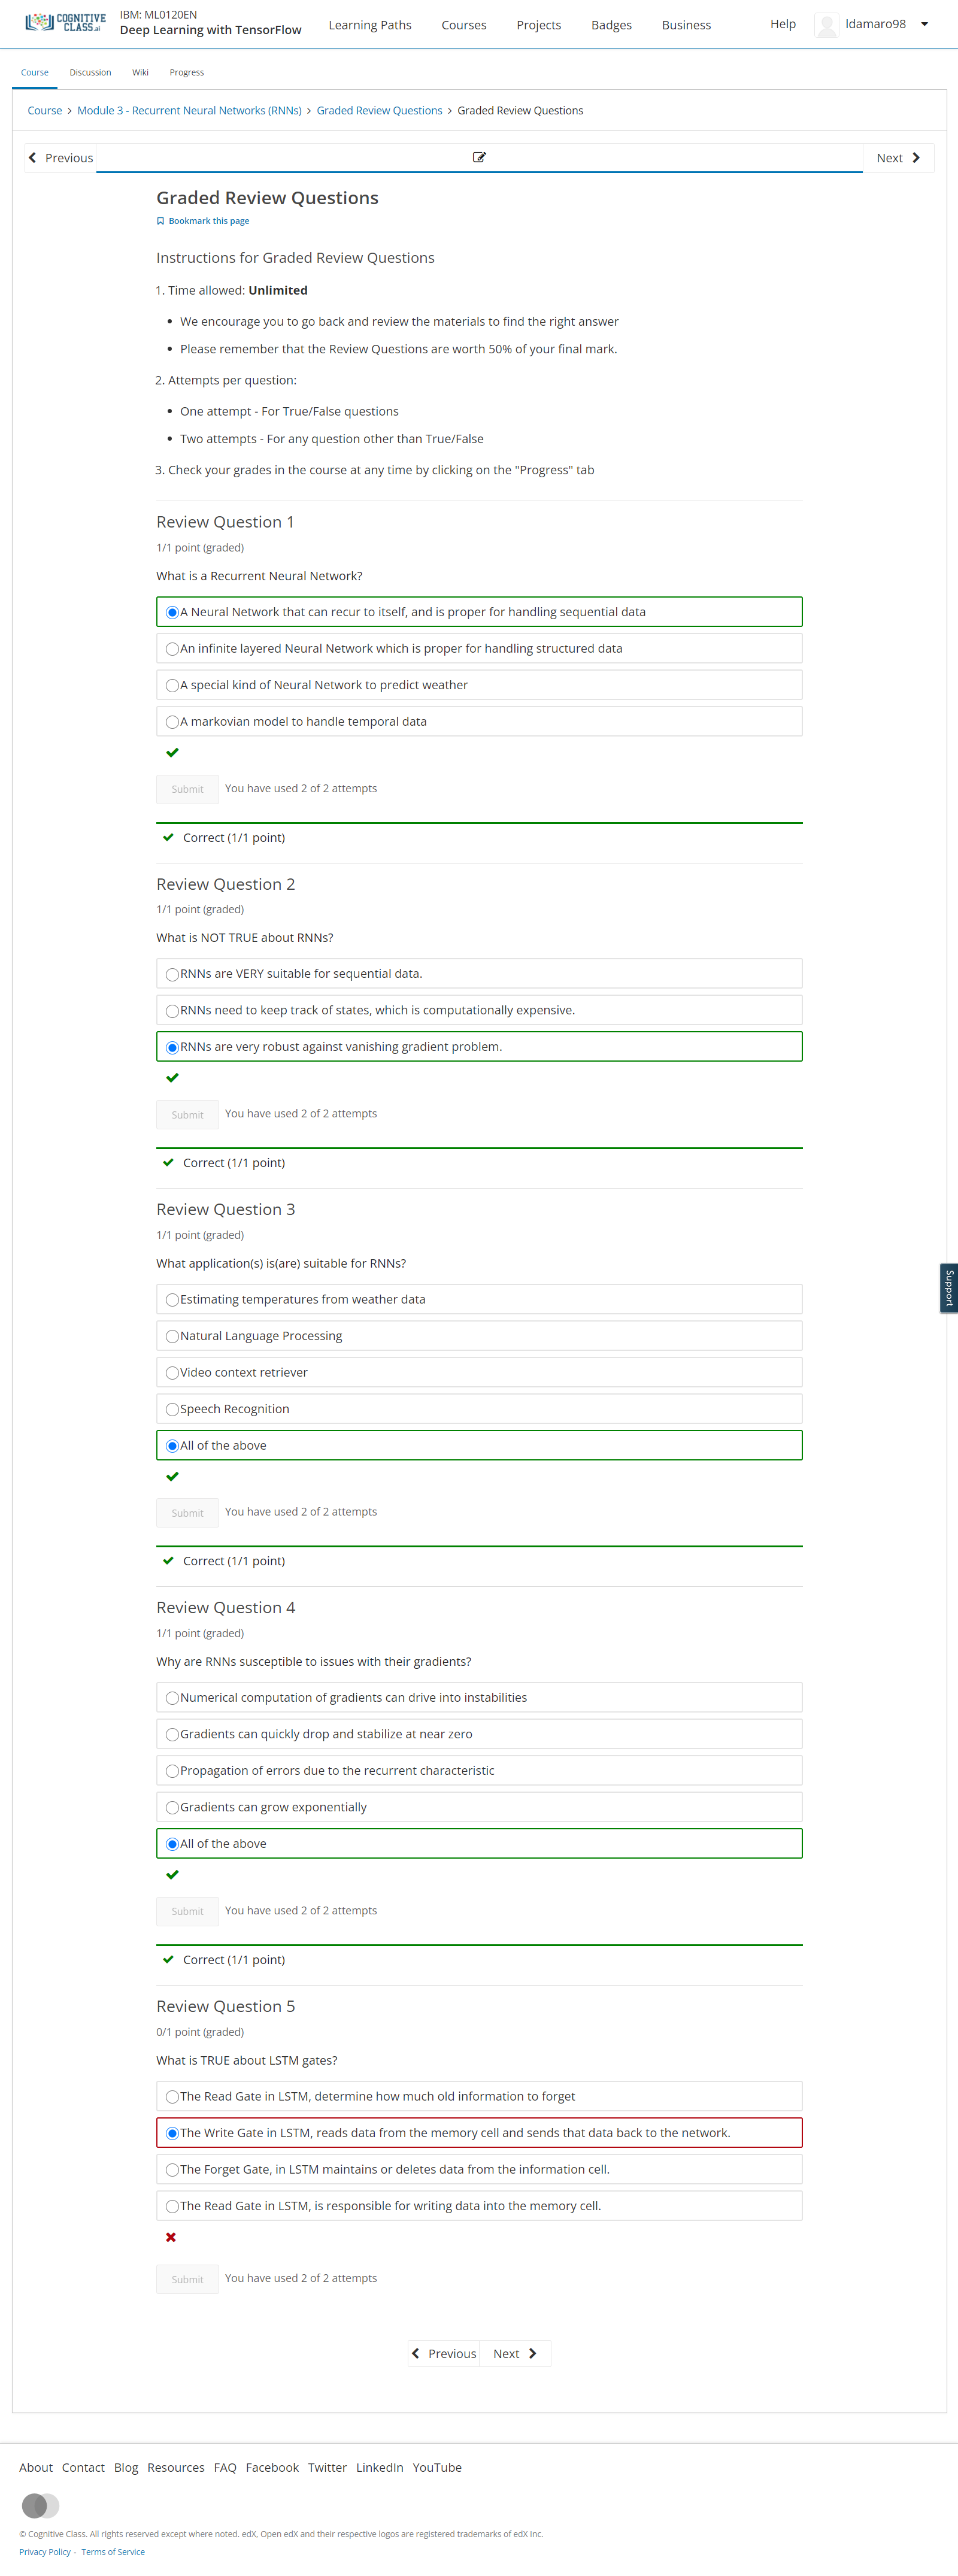 COGNITIVE
CLASS.ai
IBM: ML0120EN
Deep Learning with TensorFlow
Learning Paths
Courses
Projects
Badges
Business
Help
ldamaro98
Course
Discussion
Wiki
Progress
Course > Module 3 - Recurrent Neural Networks (RNNs) > Graded Review Questions > Graded Review Questions
Previous
Next
Graded Review Questions
Bookmark this page
Instructions for Graded Review Questions
1. Time allowed: Unlimited
• We encourage you to go back and review the materials to find the right answer
• Please remember that the Review Questions are worth 50% of your final mark.
2. Attempts per question:
• One attempt - For True/False questions
• Two attempts - For any question other than True/False
3. Check your grades in the course at any time by clicking on the "Progress" tab
Review Question 1
1/1 point (graded)
What is a Recurrent Neural Network?
A Neural Network that can recur to itself, and is proper for handling sequential data
An infinite layered Neural Network which is proper for handling structured data
A special kind of Neural Network to predict weather
A markovian model to handle temporal data
Submit
You have used 2 of 2 attempts
Correct (1/1 point)
Review Question 2
1/1 point (graded)
What is NOT TRUE about RNNs?
RNNs are VERY suitable for sequential data.
RNNs need to keep track of states, which is computationally expensive.
RNNs are very robust against vanishing gradient problem.
Submit
You have used 2 of 2 attempts
Correct (1/1 point)
Review Question 3
1/1 point (graded)
What application(s) is(are) suitable for RNNs?
Estimating temperatures from weather data
Natural Language Processing
Video context retriever
Speech Recognition
All of the above
Submit
You have used 2 of 2 attempts
Correct (1/1 point)
Support
Review Question 4
1/1 point (graded)
Why are RNNs susceptible to issues with their gradients?
Numerical computation of gradients can drive into instabilities
Gradients can quickly drop and stabilize at near zero
Propagation of errors due to the recurrent characteristic
Gradients can grow exponentially
All of the above
Submit
You have used 2 of 2 attempts
Correct (1/1 point)
Review Question 5
0/1 point (graded)
What is TRUE about LSTM gates?
The Read Gate in LSTM, determine how much old information to forget
The Write Gate in LSTM, reads data from the memory cell and sends that data back to the network.
The Forget Gate, in LSTM maintains or deletes data from the information cell.
The Read Gate in LSTM, is responsible for writing data into the memory cell.
Submit
You have used 2 of 2 attempts
Previous
Next
About Contact Blog Resources FAQ Facebook Twitter LinkedIn YouTube
© Cognitive Class. All rights reserved except where noted. edX, Open edX and their respective logos are registered trademarks of edX Inc.
Privacy Policy - Terms of Service